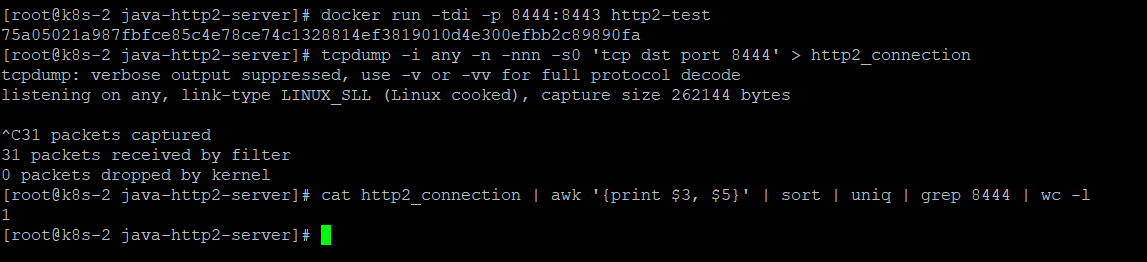 [root@k8s-2 java-http2-server]# docker run -tdi -p 8444:8443 http2-test
75a05021a987fbfce85c4e78ce74c1328814ef3819010d4e300efbb2c89890fa
[root@k8s-2 java-http2-server]# tcpdump -i any -n -nnn -s0 'tcp dst port 8444' > http2_connection
tcpdump: verbose output suppressed, use -v or -vv for full protocol decode
listening on any, link-type LINUX_SLL (Linux cooked), capture size 262144 bytes

^C31 packets captured
31 packets received by filter
0 packets dropped by kernel
[root@k8s-2 java-http2-server]# cat http2_connection | awk '{print $3, $5}' | sort | uniq | grep 8444 | wc -l
1
[root@k8s-2 java-http2-server]#